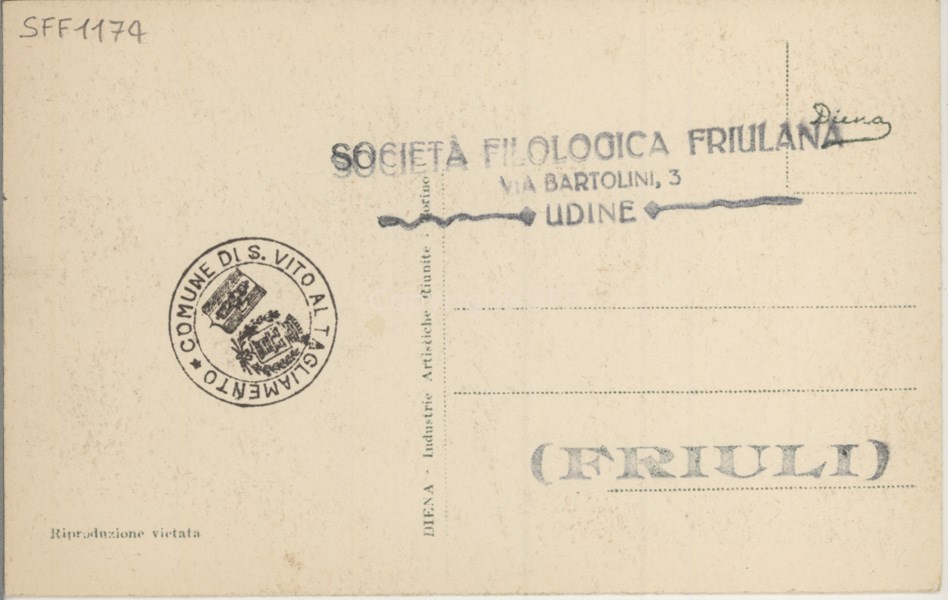 SFF1174
Diena
SOCIETÀ FILOLOGICA FRIULANA
VIA BARTOLINI, 3
UDINE
COMUNE DI S. VITO AL TAGLIAMENTO
DIENA - Industrie Artistiche Riunite - Torino
(FRIULI)
Riproduzione vietata